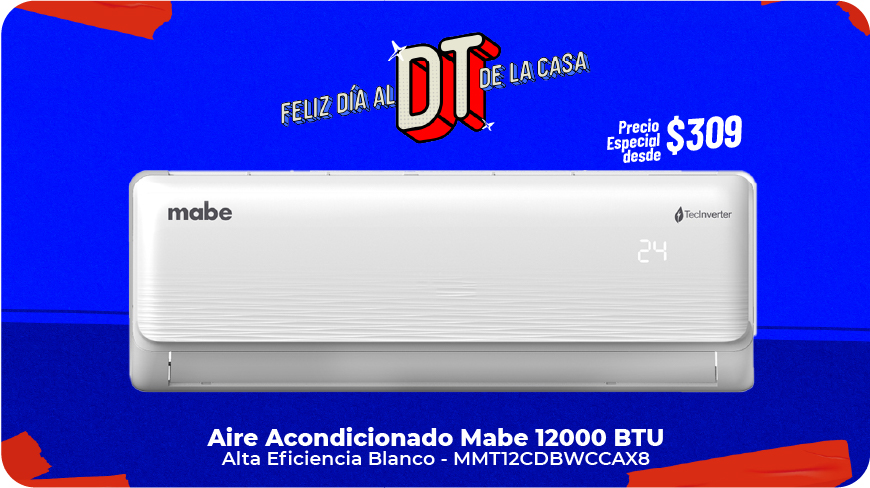 FELIZ DÍA AL DT DE LA CASA
Precio
Especial
desde
$309
mabe
TecInverter
24
Aire Acondicionado Mabe 12000 BTU
Alta Eficiencia Blanco - MMT12CDBWCCAX8